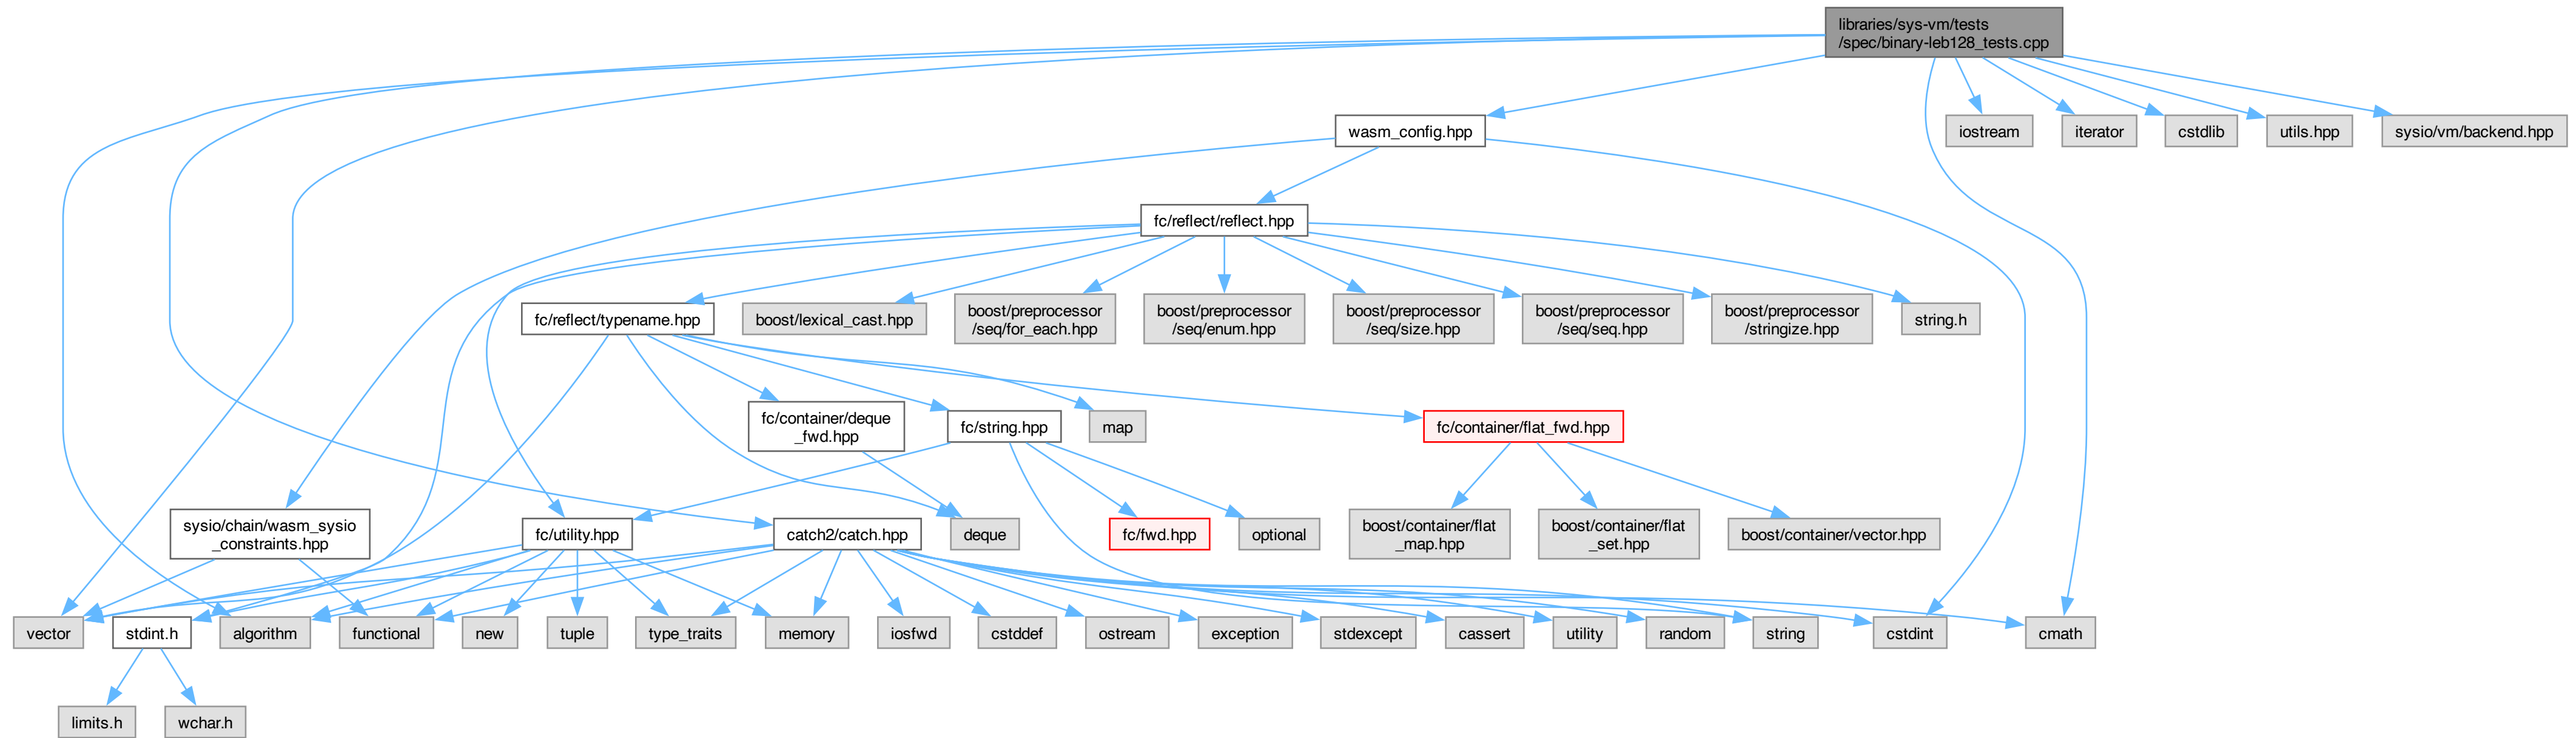 libraries/sys-vm/tests
/spec/binary-leb128_tests.cpp
wasm_config.hpp
iostream
iterator
cstdlib
utils.hpp
sysio/vm/backend.hpp
fc/reflect/reflect.hpp
fc/reflect/typename.hpp
boost/lexical_cast.hpp
boost/preprocessor
/seq/for_each.hpp
boost/preprocessor
/seq/enum.hpp
boost/preprocessor
/seq/size.hpp
boost/preprocessor
/seq/seq.hpp
boost/preprocessor
/stringize.hpp
string.h
fc/container/deque
_fwd.hpp
fc/string.hpp
map
fc/container/flat_fwd.hpp
sysio/chain/wasm_sysio
_constraints.hpp
fc/utility.hpp
catch2/catch.hpp
deque
fc/fwd.hpp
optional
boost/container/flat
_map.hpp
boost/container/flat
_set.hpp
boost/container/vector.hpp
vector
stdint.h
algorithm
functional
new
tuple
type_traits
memory
iosfwd
cstddef
ostream
exception
stdexcept
cassert
utility
random
string
cstdint
cmath
limits.h
wchar.h